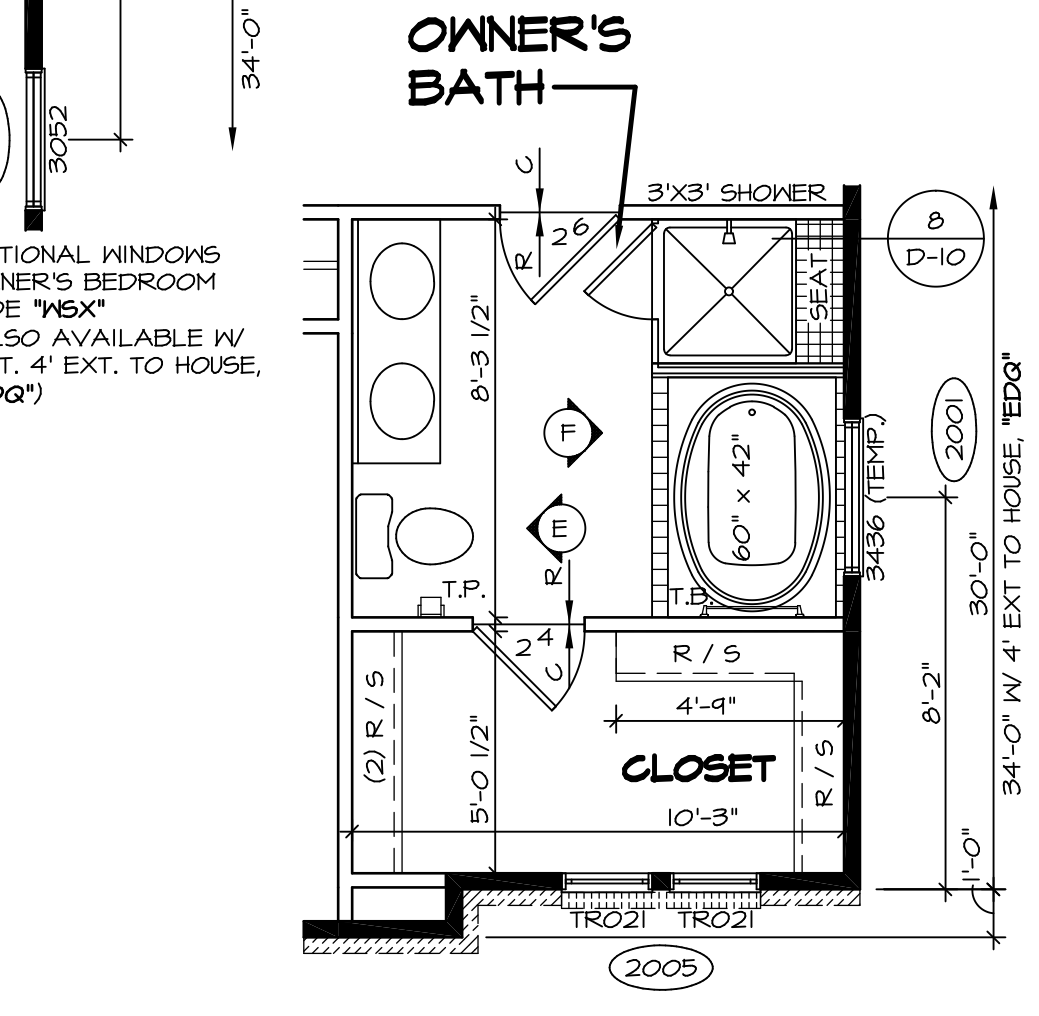 OWNER'S
BATH
34'-0"
3052
TIONAL WINDOWS
NER'S BEDROOM
"WSX"
ALSO AVAILABLE W/
T. 4' EXT. TO HOUSE,
DQ")
C
R
2 6
3'X3' SHOWER
SEAT
8
D-10
8'-3 1/2"
F
E
60" x 42"
3436 (TEMP.)
2001
30'-0"
34'-0" W/ 4' EXT TO HOUSE, "EDQ"
T.P.
R
T.B.
2 4
C
R / S
(2) R / S
4'-9"
8'-2"
5'-0 1/2"
CLOSET
R / S
10'-3"
1'-0"
TR021
TR021
2005